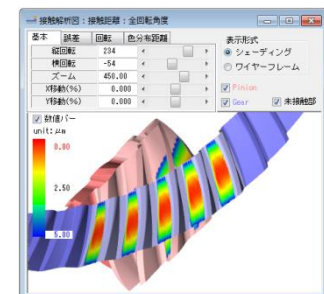 接触解析図:接触距離:全回転角度
基本 誤差 回転 色分布距離
縦回転 234
横回転 -54
ズーム 450.00
X移動(%) 0.000
Y移動(%) 0.000
表示形式
シェーディング
ワイヤーフレーム
Pinion
Gear 未接触部
数値バー
unit:μm
0.00
2.50
5.00